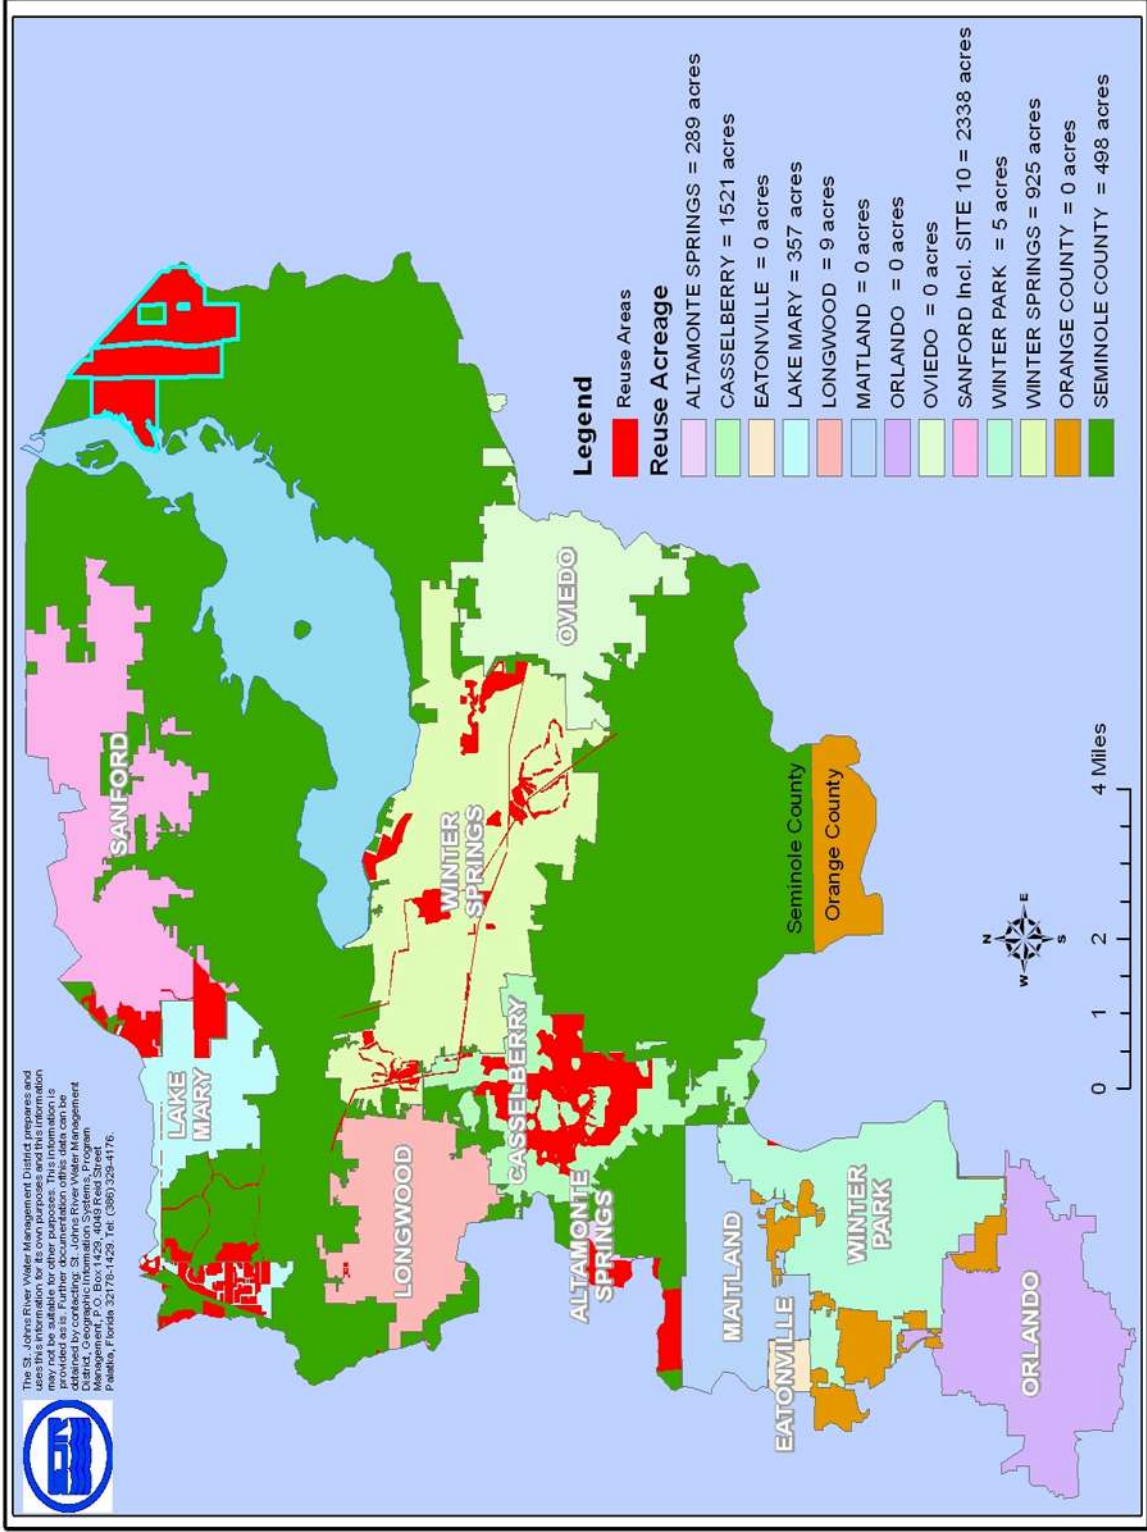 The St. Johns River Water Management District prepares and
uses this information for its own purposes and this information
may not be suitable for other purposes. This information is
provided as is. Further documentation of this data can be
obtained by contacting: St. Johns River Water Management
District, Geographic Information Systems, Program
Management, P.O. Box 1429, 4049 Reid Street
Palatka, Florida 32178-1429. Tel: (386) 329-4176.
SANFORD
LAKE
MARY
LONGWOOD
WINTER
SPRINGS
OVIEDO
CASSELBERRY
ALTAMONTE
SPRINGS
MAITLAND
EATONVILLE
WINTER
PARK
ORLANDO
Seminole County
Orange County
N
W
E
S
0
1
2
4 Miles
Legend
Reuse Areas
Reuse Acreage
ALTAMONTE SPRINGS = 289 acres
CASSELBERRY = 1521 acres
EATONVILLE = 0 acres
LAKE MARY = 357 acres
LONGWOOD = 9 acres
MAITLAND = 0 acres
ORLANDO = 0 acres
OVIEDO = 0 acres
SANFORD Incl. SITE 10 = 2338 acres
WINTER PARK = 5 acres
WINTER SPRINGS = 925 acres
ORANGE COUNTY = 0 acres
SEMINOLE COUNTY = 498 acres